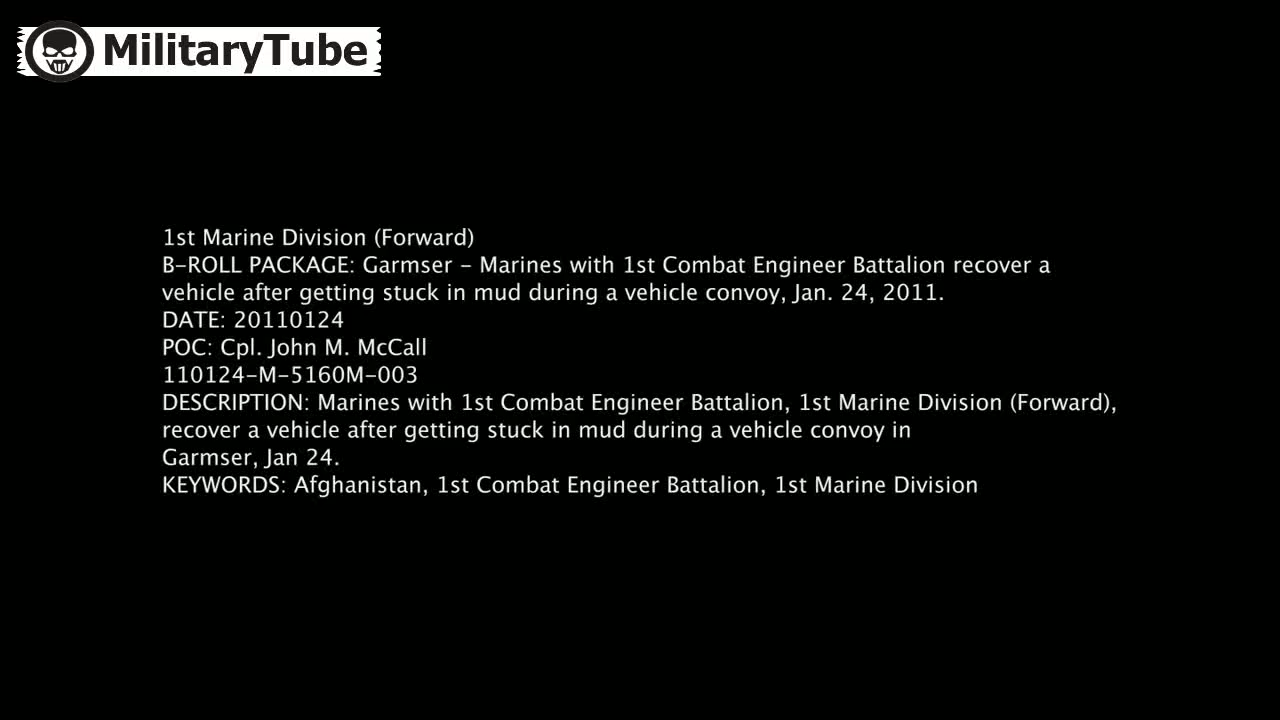 MilitaryTube
1st Marine Division (Forward)
B-ROLL PACKAGE: Garmser - Marines with 1st Combat Engineer Battalion recover a
vehicle after getting stuck in mud during a vehicle convoy, Jan. 24, 2011.
DATE: 20110124
POC: Cpl. John M. McCall
110124-M-5160M-003
DESCRIPTION: Marines with 1st Combat Engineer Battalion, 1st Marine Division (Forward),
recover a vehicle after getting stuck in mud during a vehicle convoy in
Garmser, Jan 24.
KEYWORDS: Afghanistan, 1st Combat Engineer Battalion, 1st Marine Division